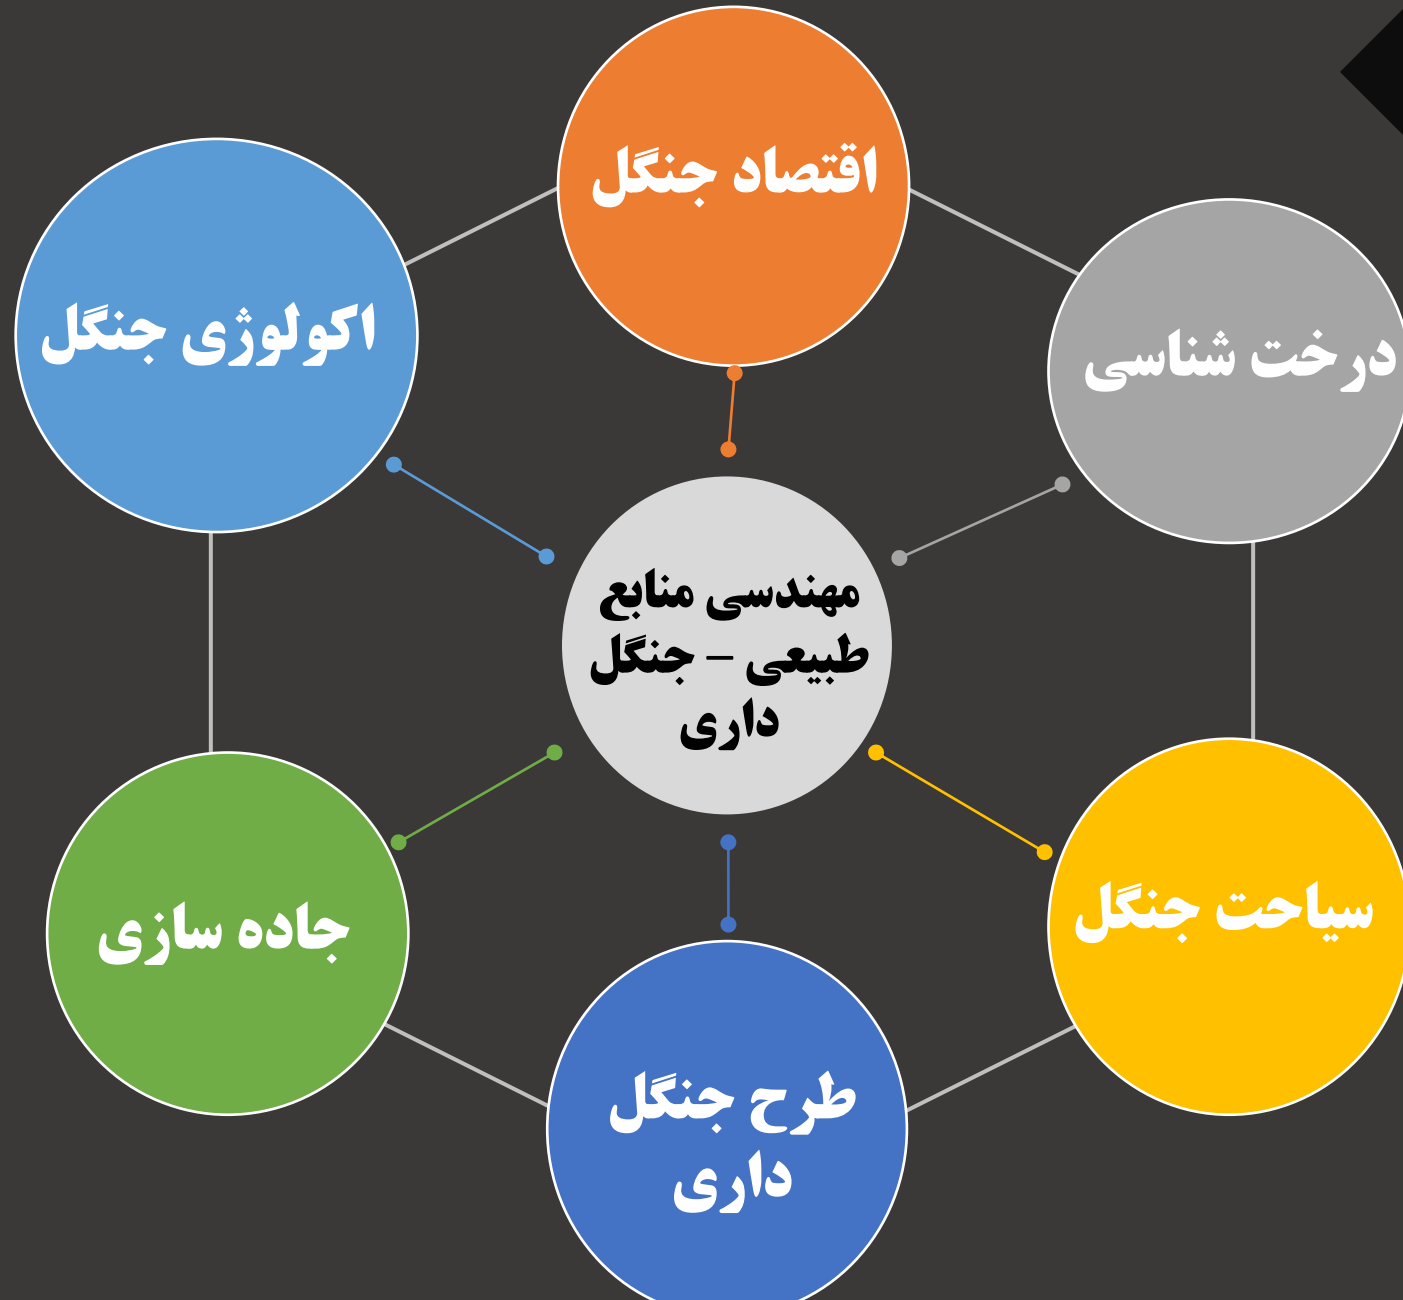 اقتصاد جنگل
درخت شناسی
اکولوژی جنگل
مهندسی منابع
طبیعی – جنگل
داری
سیاحت جنگل
جاده سازی
طرح جنگل
داری